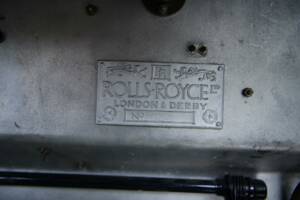 RR
ROLLS-ROYCE LTD
LONDON & DERBY
No